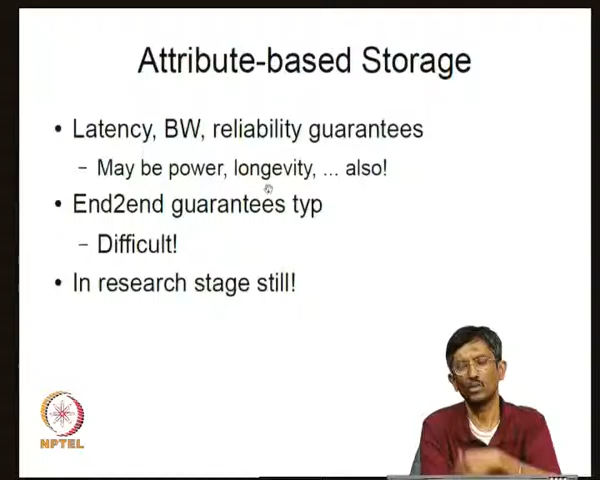 Attribute-based Storage
• Latency, BW, reliability guarantees
– May be power, longevity, ... also!
• End2end guarantees typ
– Difficult!
• In research stage still!
NPTEL